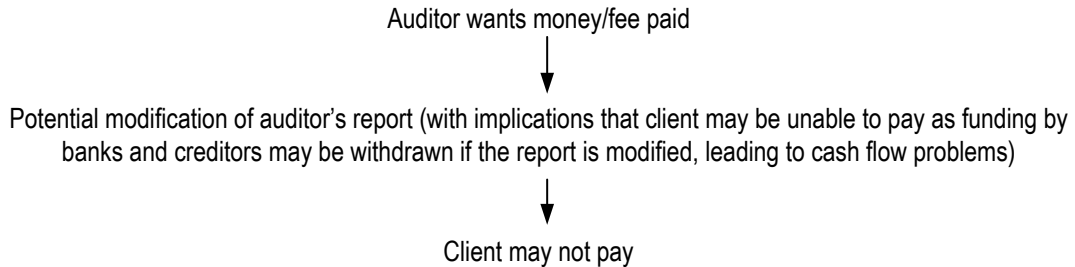 Auditor wants money/fee paid
Potential modification of auditor’s report (with implications that client may be unable to pay as funding by
banks and creditors may be withdrawn if the report is modified, leading to cash flow problems)
Client may not pay